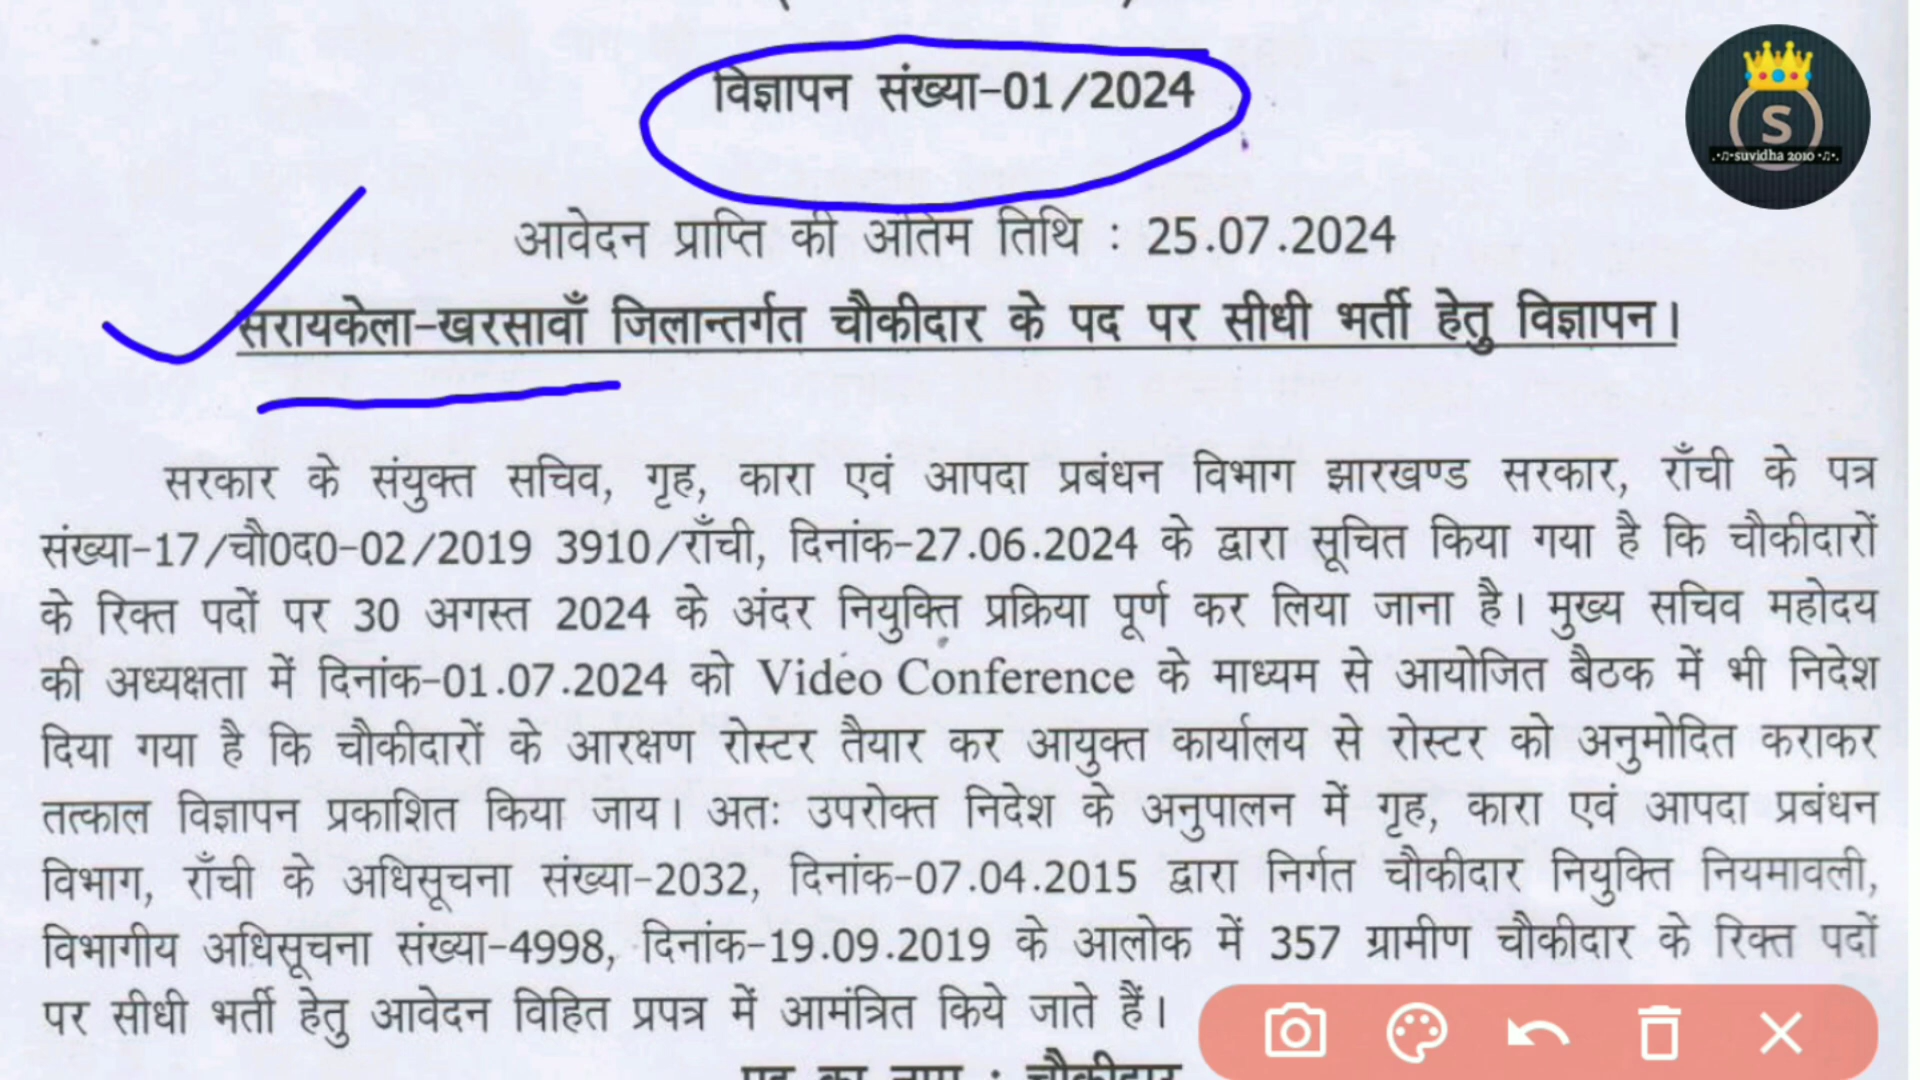 विज्ञापन संख्या-01/2024
S
suvidha 2010
आवेदन प्राप्ति की अंतिम तिथि : 25.07.2024
सरायकेला-खरसावाँ जिलान्तर्गत चौकीदार के पद पर सीधी भर्ती हेतु विज्ञापन।
सरकार के संयुक्त सचिव, गृह, कारा एवं आपदा प्रबंधन विभाग झारखण्ड सरकार, राँची के पत्र
संख्या-17/चौ0द0-02/2019 3910/राँची, दिनांक-27.06.2024 के द्वारा सूचित किया गया है कि चौकीदारों
के रिक्त पदों पर 30 अगस्त 2024 के अंदर नियुक्ति प्रक्रिया पूर्ण कर लिया जाना है। मुख्य सचिव महोदय
की अध्यक्षता में दिनांक-01.07.2024 को Video Conference के माध्यम से आयोजित बैठक में भी निदेश
दिया गया है कि चौकीदारों के आरक्षण रोस्टर तैयार कर आयुक्त कार्यालय से रोस्टर को अनुमोदित कराकर
तत्काल विज्ञापन प्रकाशित किया जाय। अतः उपरोक्त निदेश के अनुपालन में गृह, कारा एवं आपदा प्रबंधन
विभाग, राँची के अधिसूचना संख्या-2032, दिनांक-07.04.2015 द्वारा निर्गत चौकीदार नियुक्ति नियमावली,
विभागीय अधिसूचना संख्या-4998, दिनांक-19.09.2019 के आलोक में 357 ग्रामीण चौकीदार के रिक्त पदों
पर सीधी भर्ती हेतु आवेदन विहित प्रपत्र में आमंत्रित किये जाते हैं।
पद का नाम : चौकीदार